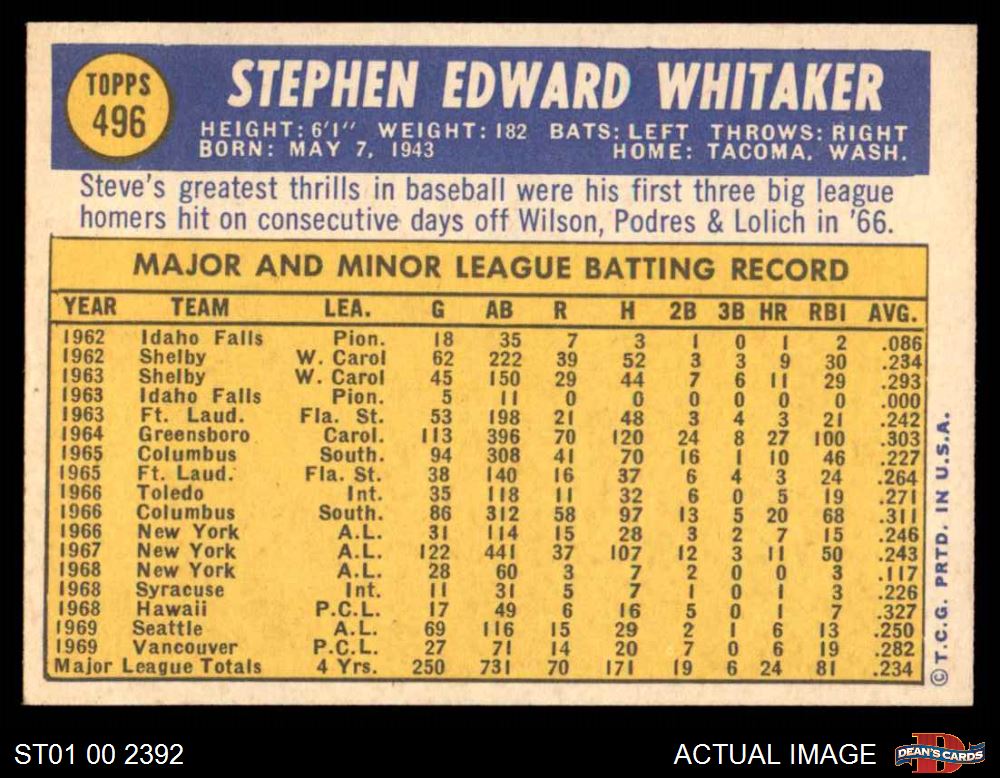 TOPPS
496
STEPHEN EDWARD WHITAKER
HEIGHT: 6'1" WEIGHT: 182 BATS: LEFT THROWS: RIGHT
BORN: MAY 7, 1943 HOME: TACOMA, WASH.
Steve's greatest thrills in baseball were his first three big league
homers hit on consecutive days off Wilson, Podres & Lolich in '66.
MAJOR AND MINOR LEAGUE BATTING RECORD
YEAR TEAM LEA. G AB R H 2B 3B HR RBI AVG.
1962 Idaho Falls Pion. 18 35 7 3 1 0 1 2 .086
1962 Shelby W. Carol 62 222 39 52 3 3 9 30 .234
1963 Shelby W. Carol 45 150 29 44 7 6 11 29 .293
1963 Idaho Falls Pion. 5 11 0 0 0 0 0 0 .000
1963 Ft. Laud. Fla. St. 53 198 21 48 3 4 3 21 .242
1964 Greensboro Carol. 113 396 70 120 24 8 27 100 .303
1965 Columbus South. 94 308 41 70 16 1 10 46 .227
1965 Ft. Laud. Fla. St. 38 140 16 37 6 4 3 24 .264
1966 Toledo Int. 35 118 11 32 6 0 5 19 .271
1966 Columbus South. 86 312 58 97 13 5 20 68 .311
1966 New York A.L. 31 114 15 28 3 2 7 15 .246
1967 New York A.L. 122 441 37 107 12 3 11 50 .243
1968 New York A.L. 28 60 3 7 2 0 0 3 .117
1968 Syracuse Int. 11 31 5 7 1 0 1 3 .226
1968 Hawaii P.C.L. 17 49 6 16 5 0 1 7 .327
1969 Seattle A.L. 69 116 15 29 2 1 6 13 .250
1969 Vancouver P.C.L. 27 71 14 20 7 0 6 19 .282
Major League Totals 4 Yrs. 250 731 70 171 19 6 24 81 .234
©T.C.G. PRTD. IN U.S.A.
ST01 00 2392
ACTUAL IMAGE
D
DEAN'S CARDS